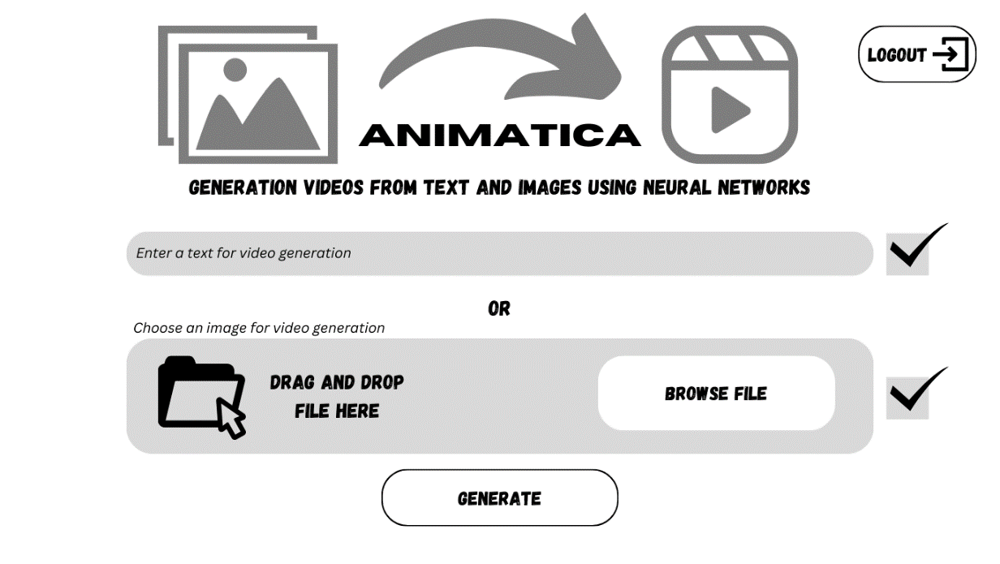 LOGOUT
ANIMATICA
GENERATION VIDEOS FROM TEXT AND IMAGES USING NEURAL NETWORKS
Enter a text for video generation
OR
Choose an image for video generation
DRAG AND DROP
FILE HERE
BROWSE FILE
GENERATE